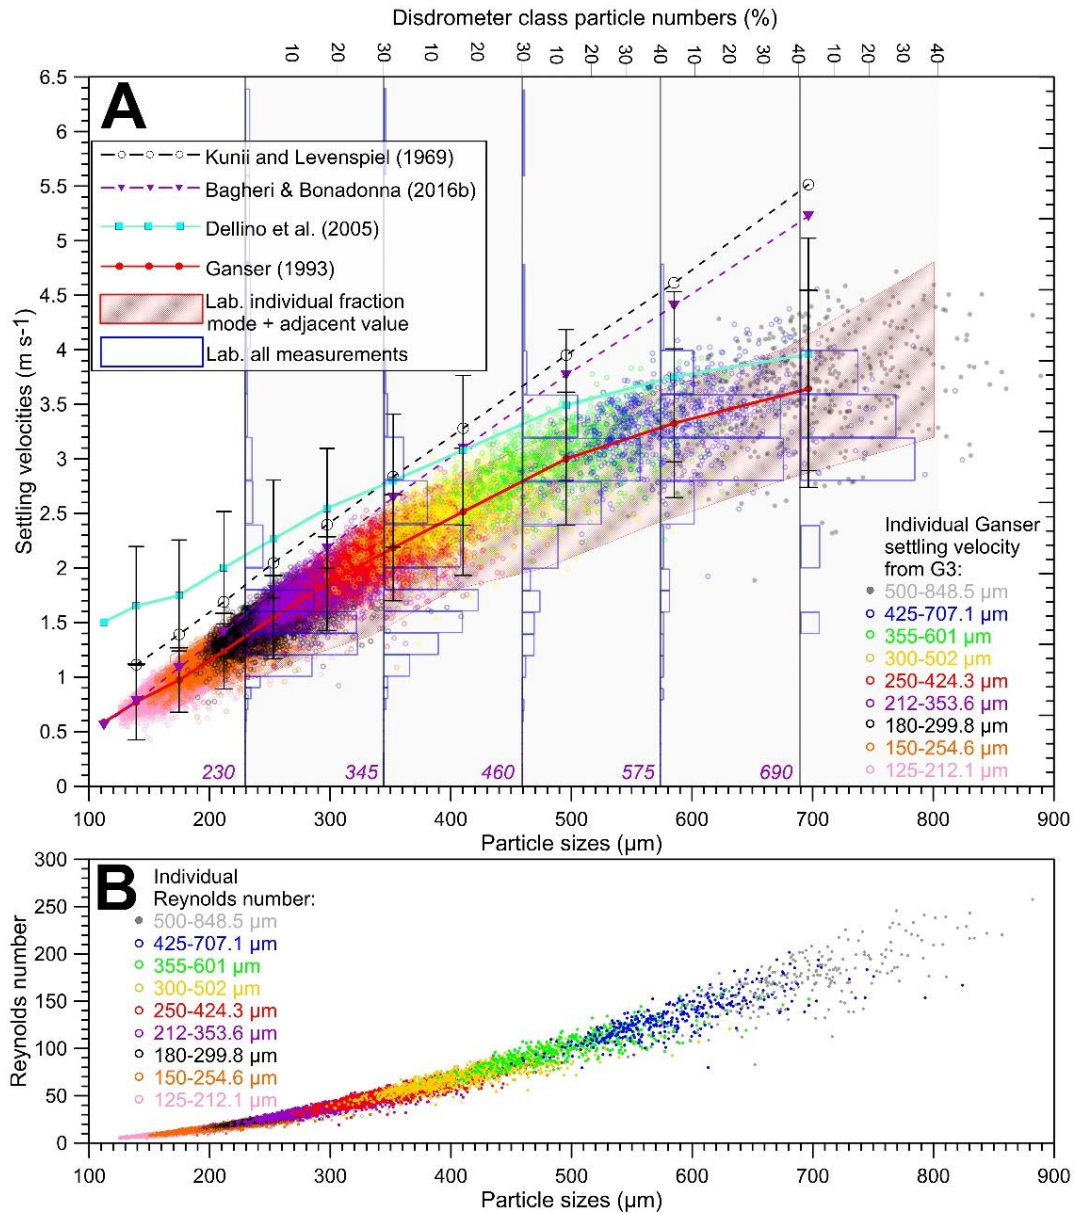 Disdrometer class particle numbers (%)
10 20 30 10 20 30 10 20 30 40 10 20 30 40 10 20 30 40
A
6.5
6
5.5
5
4.5
4
3.5
3
2.5
2
1.5
1
0.5
0
Settling velocities (m s-1)
Kunii and Levenspiel (1969)
Bagheri & Bonadonna (2016b)
Dellino et al. (2005)
Ganser (1993)
Lab. individual fraction
mode + adjacent value
Lab. all measurements
Individual Ganser
settling velocity
from G3:
500-848.5 µm
425-707.1 µm
355-601 µm
300-502 µm
250-424.3 µm
212-353.6 µm
180-299.8 µm
150-254.6 µm
125-212.1 µm
230 345 460 575 690
100 200 300 400 500 600 700 800 900
Particle sizes (µm)
B
300
250
200
150
100
50
0
Reynolds number
Individual
Reynolds number:
500-848.5 µm
425-707.1 µm
355-601 µm
300-502 µm
250-424.3 µm
212-353.6 µm
180-299.8 µm
150-254.6 µm
125-212.1 µm
100 200 300 400 500 600 700 800 900
Particle sizes (µm)